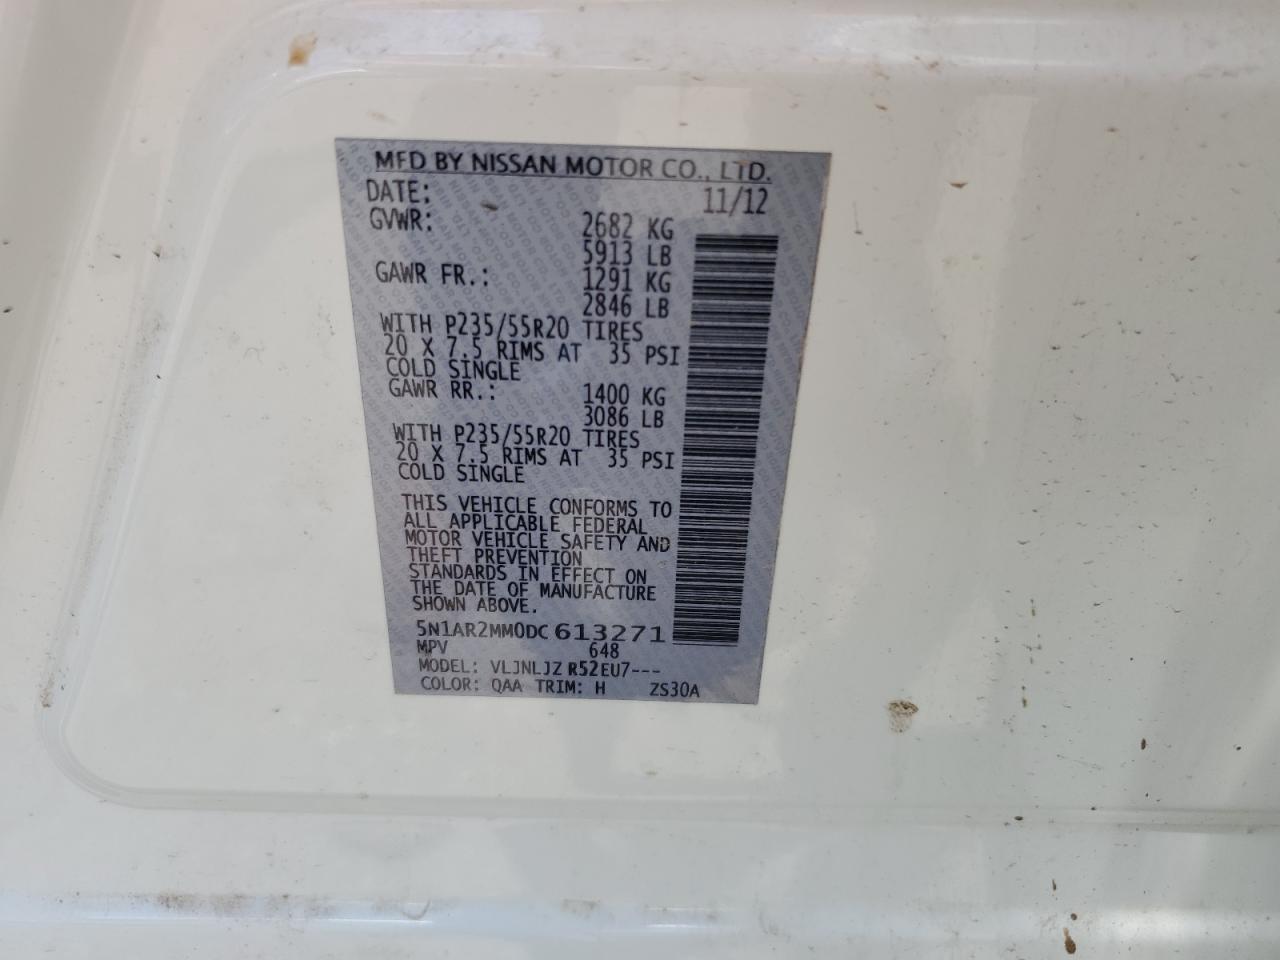 MFD BY NISSAN MOTOR CO., LTD.
DATE: 11/12
GVWR: 2682 KG
5913 LB
GAWR FR.: 1291 KG
2846 LB
WITH P235/55R20 TIRES
20 X 7.5 RIMS AT 35 PSI
COLD SINGLE
GAWR RR.: 1400 KG
3086 LB
WITH P235/55R20 TIRES
20 X 7.5 RIMS AT 35 PSI
COLD SINGLE
THIS VEHICLE CONFORMS TO
ALL APPLICABLE FEDERAL
MOTOR VEHICLE SAFETY AND
THEFT PREVENTION
STANDARDS IN EFFECT ON
THE DATE OF MANUFACTURE
SHOWN ABOVE.
5N1AR2MM0DC613271
MPV 648
MODEL: VLJNLJZ R52EU7---
COLOR: QAA TRIM: H ZS30A